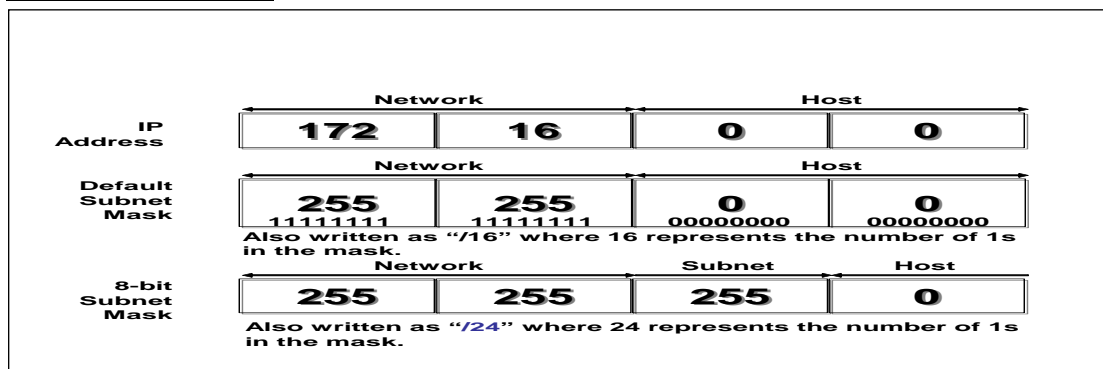 Network Host
IP
Address
172 16 0 0
Network Host
Default
Subnet
Mask
255 255 0 0
11111111 11111111 00000000 00000000
Also written as “/16” where 16 represents the number of 1s
in the mask.
Network Subnet Host
8-bit
Subnet
Mask
255 255 255 0
Also written as “/24” where 24 represents the number of 1s
in the mask.